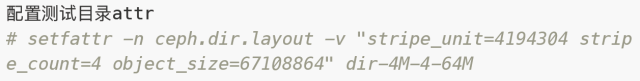 配置测试目录attr
# setfattr -n ceph.dir.layout -v "stripe_unit=4194304 strip
e_count=4 object_size=67108864" dir-4M-4-64M